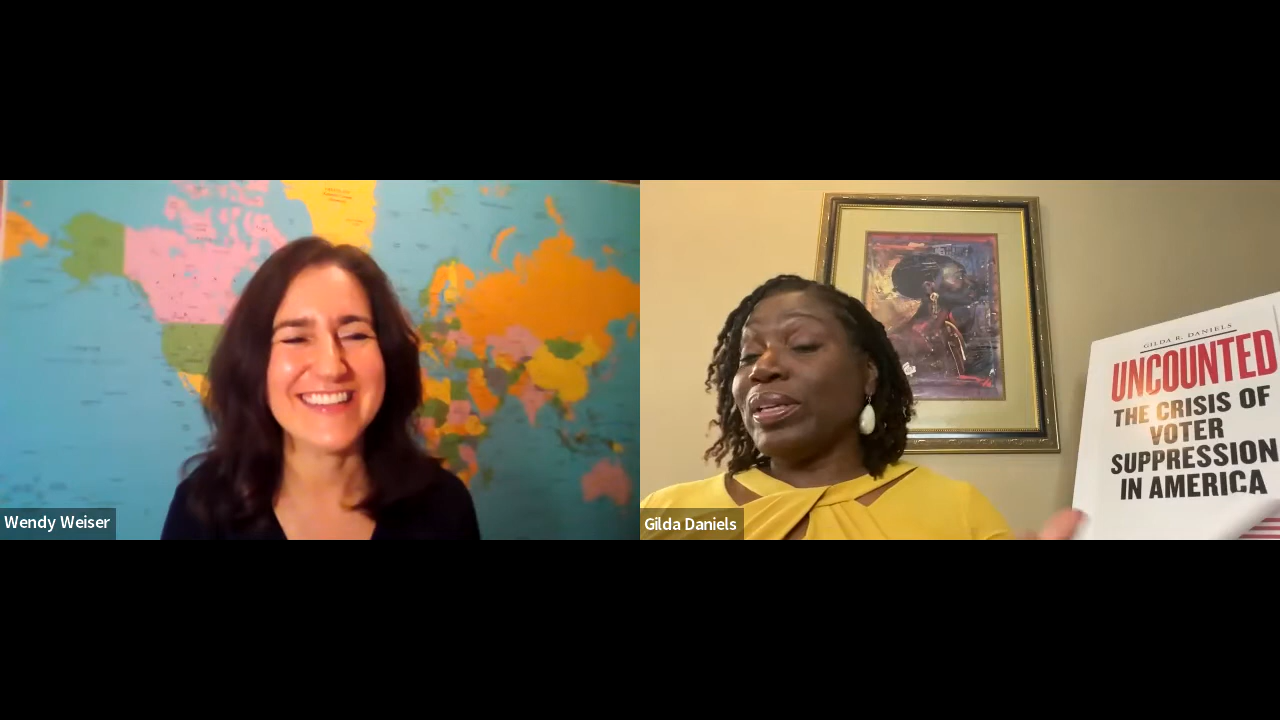 Wendy Weiser
Gilda Daniels
GILDA R. DANIELS
UNCOUNTED
THE CRISIS OF
VOTER
SUPPRESSION
IN AMERICA